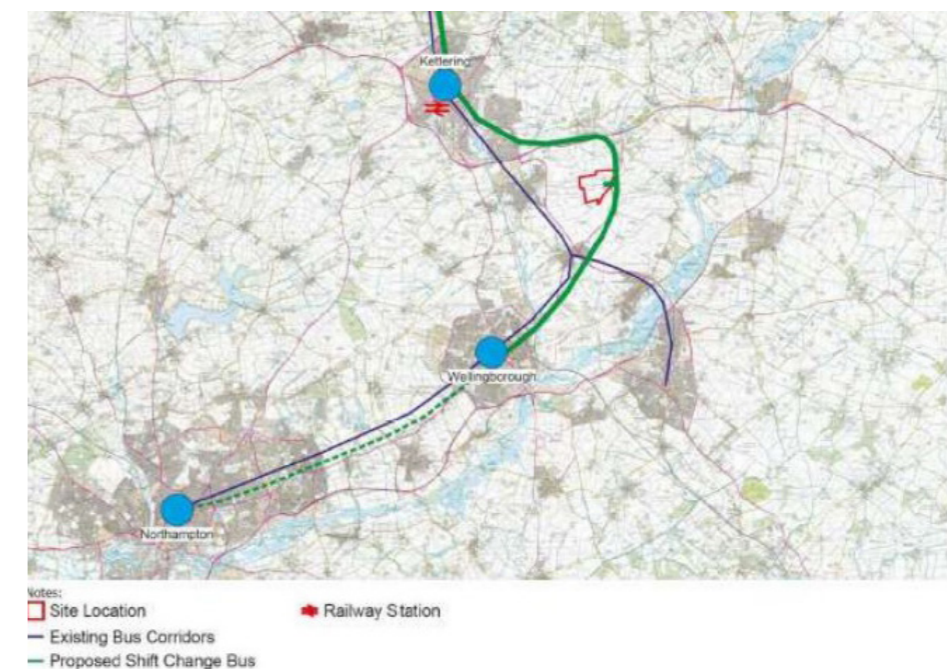 Kettering
Wellingborough
Northampton
Notes:
Site Location
Railway Station
Existing Bus Corridors
Proposed Shift Change Bus